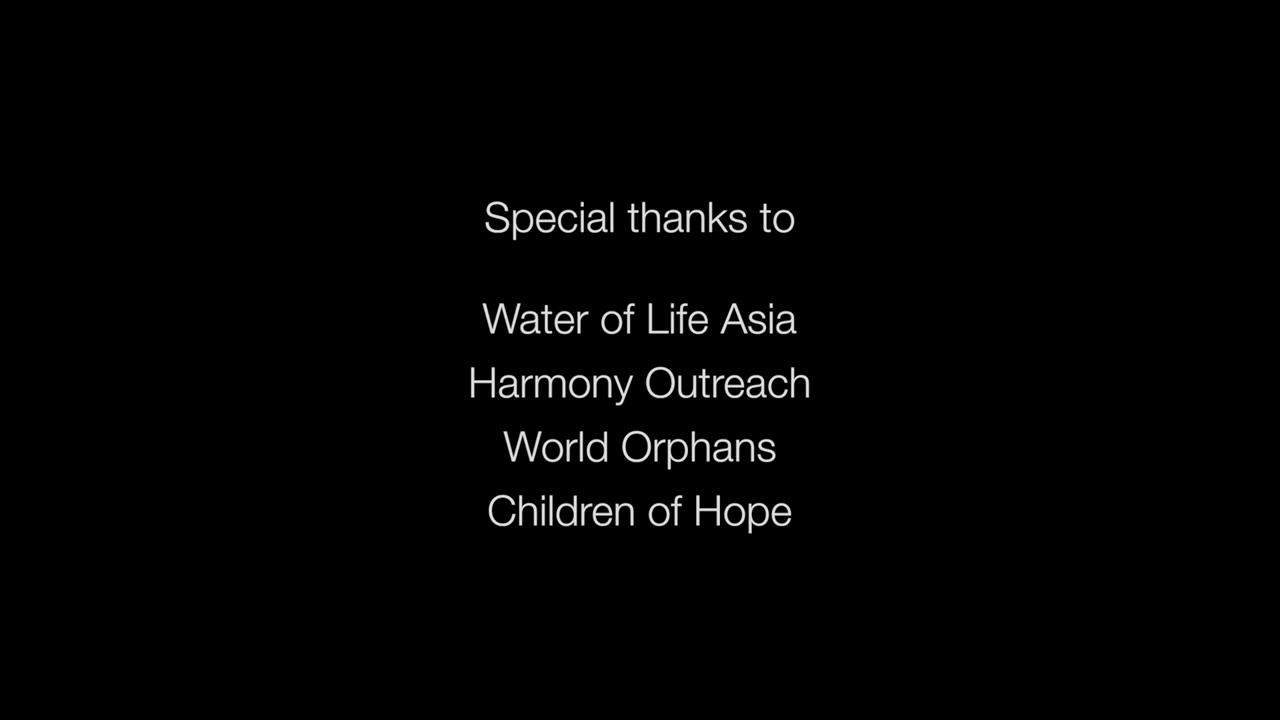 Special thanks to
Water of Life Asia
Harmony Outreach
World Orphans
Children of Hope